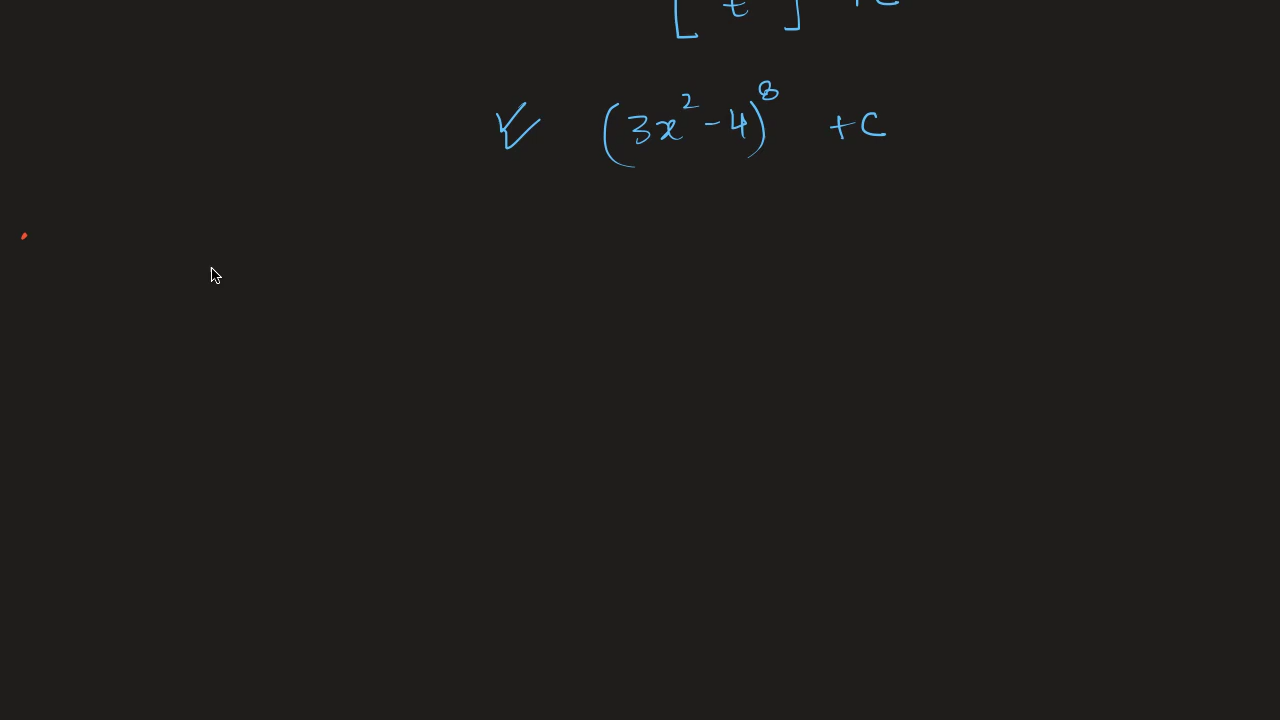 [ t ] + C
(3x² - 4)⁸ + C